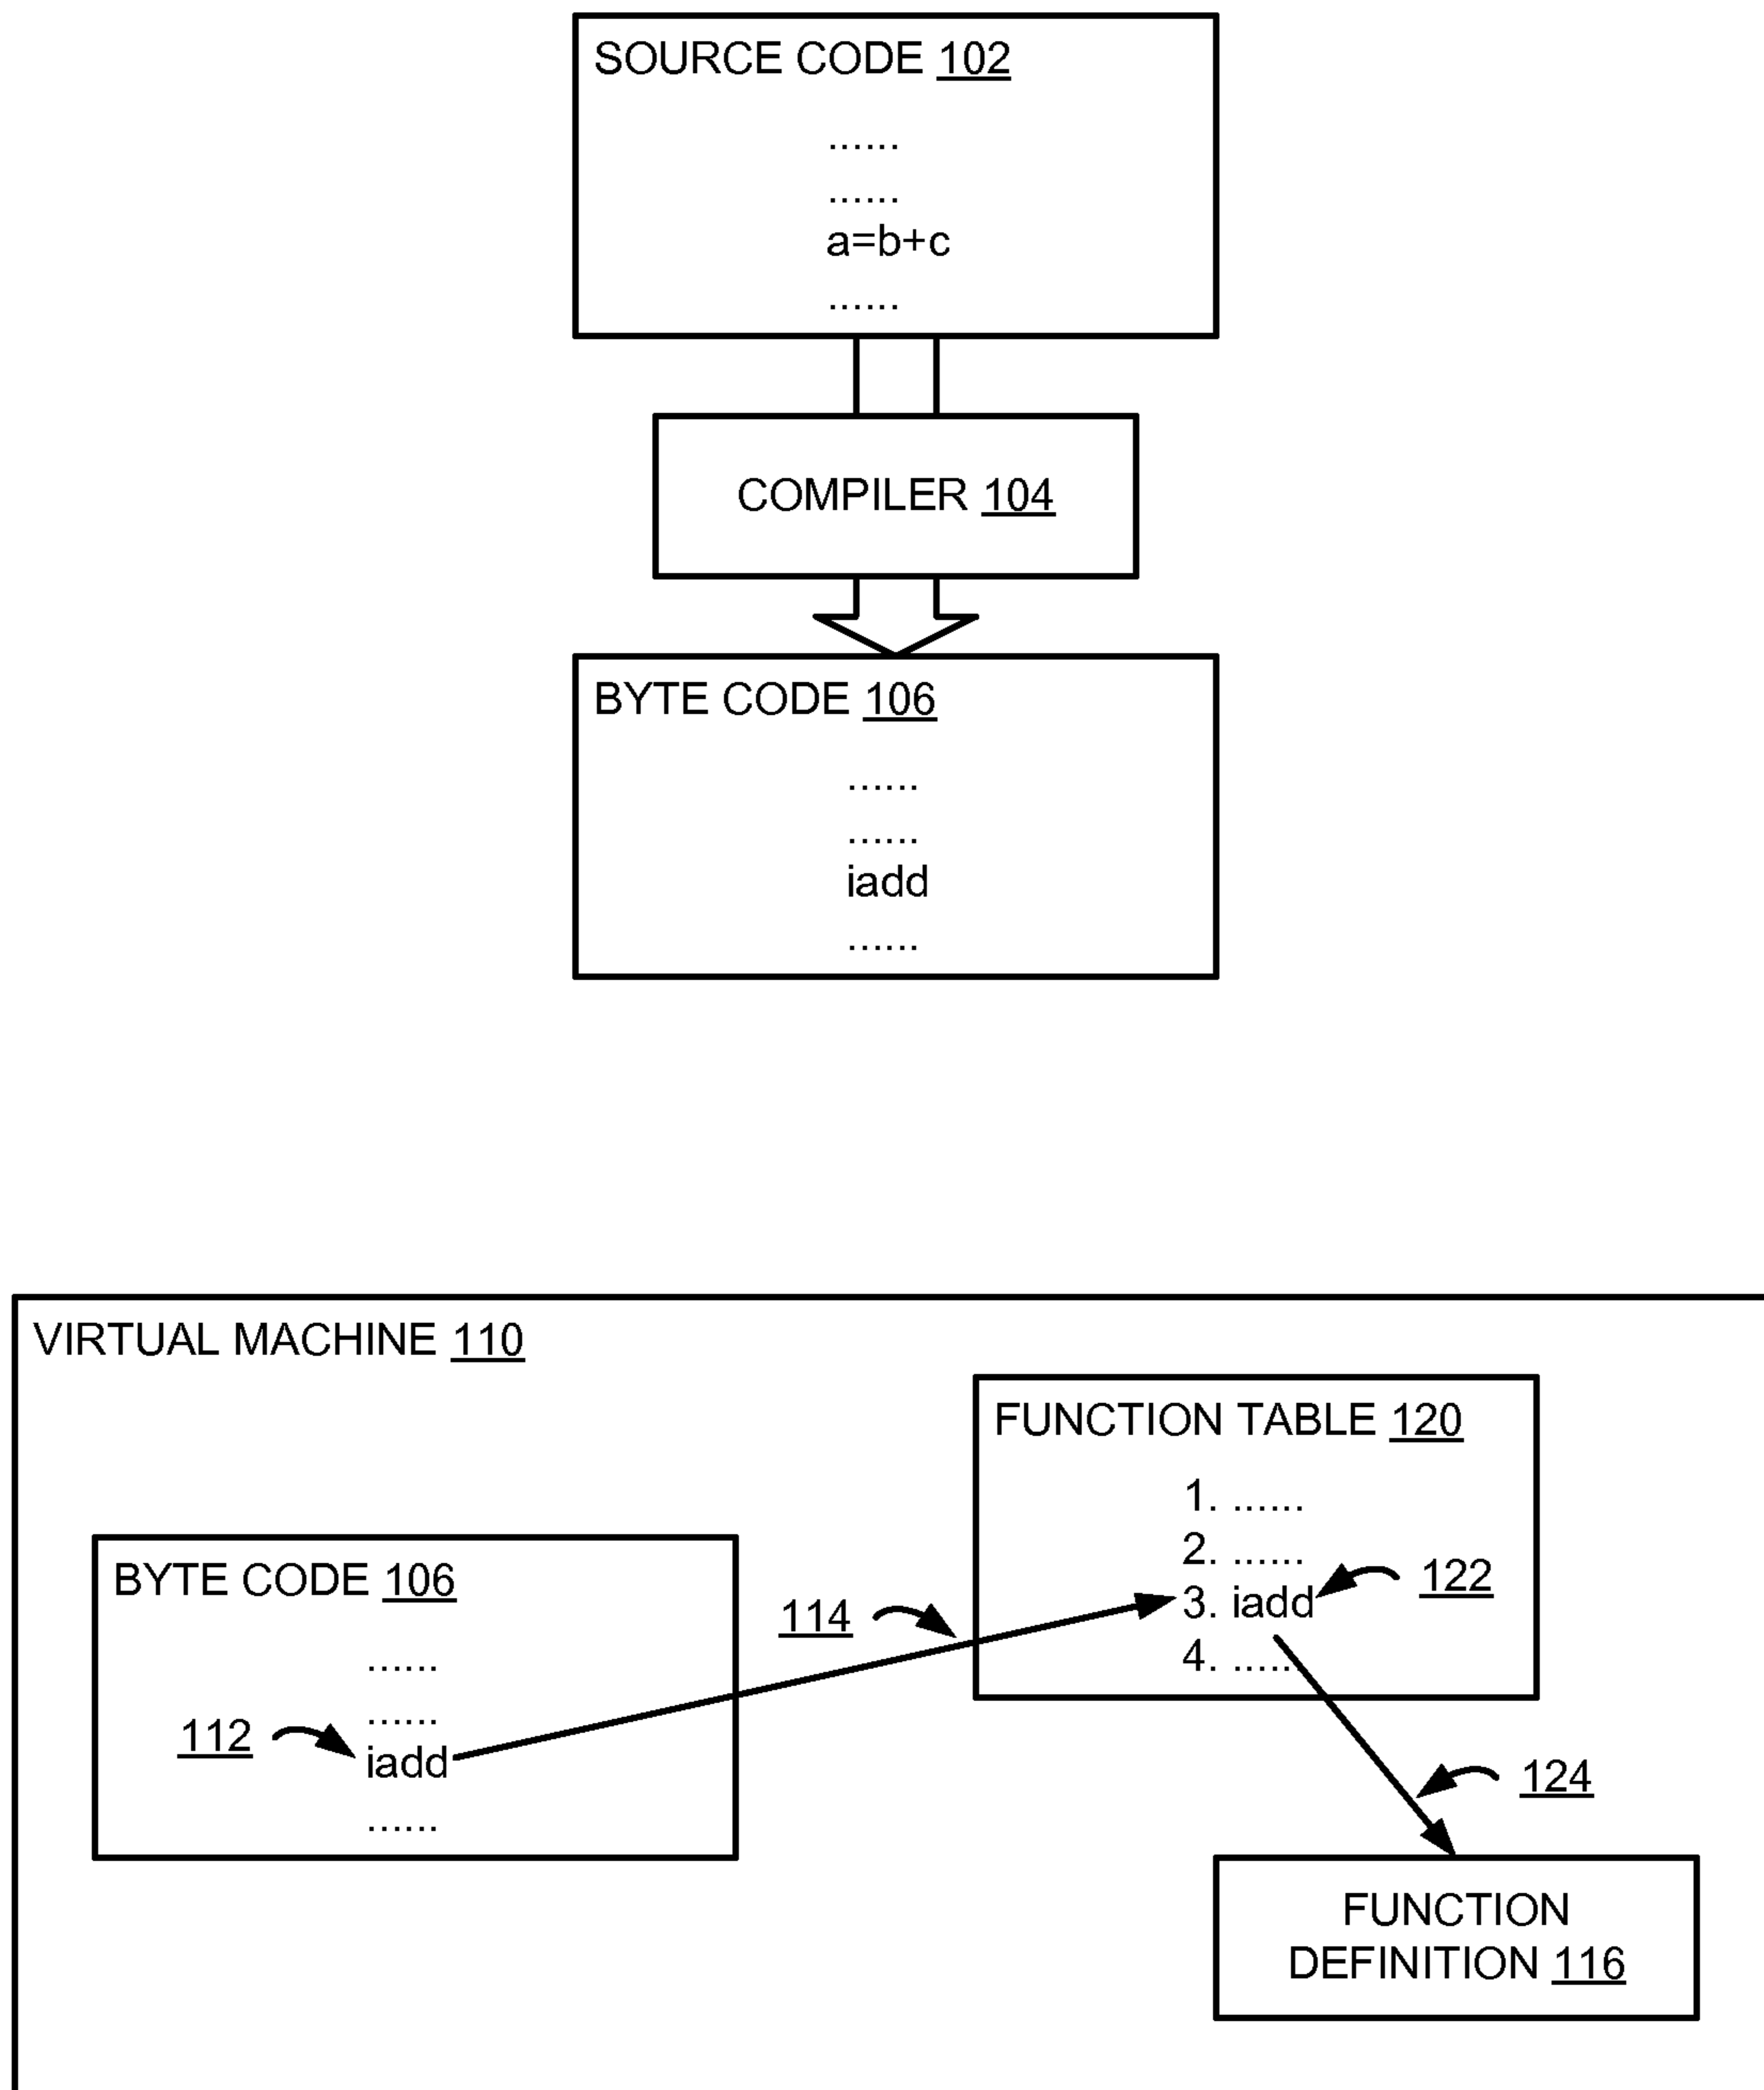 SOURCE CODE 102
......
......
a=b+c
......
COMPILER 104
BYTE CODE 106
......
......
iadd
......
VIRTUAL MACHINE 110
FUNCTION TABLE 120
1. ......
2. ......
3. iadd
4. ......
122
BYTE CODE 106
......
......
iadd
......
114
112
124
FUNCTION
DEFINITION 116